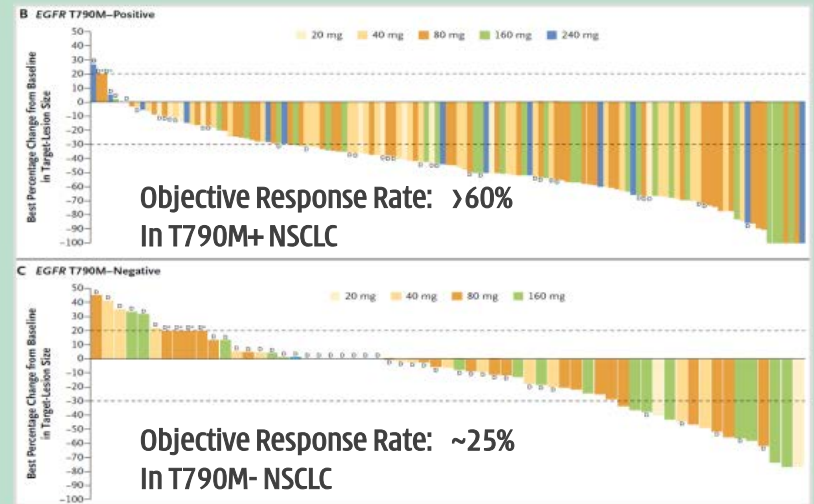 B EGFR T790M–Positive
20 mg 40 mg 80 mg 160 mg 240 mg
50
40
30
20
10
0
−10
−20
−30
−40
−50
−60
−70
−80
−90
−100
Best Percentage Change from Baseline
in Target-Lesion Size
Objective Response Rate: >60%
In T790M+ NSCLC
C EGFR T790M–Negative
20 mg 40 mg 80 mg 160 mg
50
40
30
20
10
0
−10
−20
−30
−40
−50
−60
−70
−80
−90
−100
Best Percentage Change from Baseline
in Target-Lesion Size
Objective Response Rate: ~25%
In T790M- NSCLC